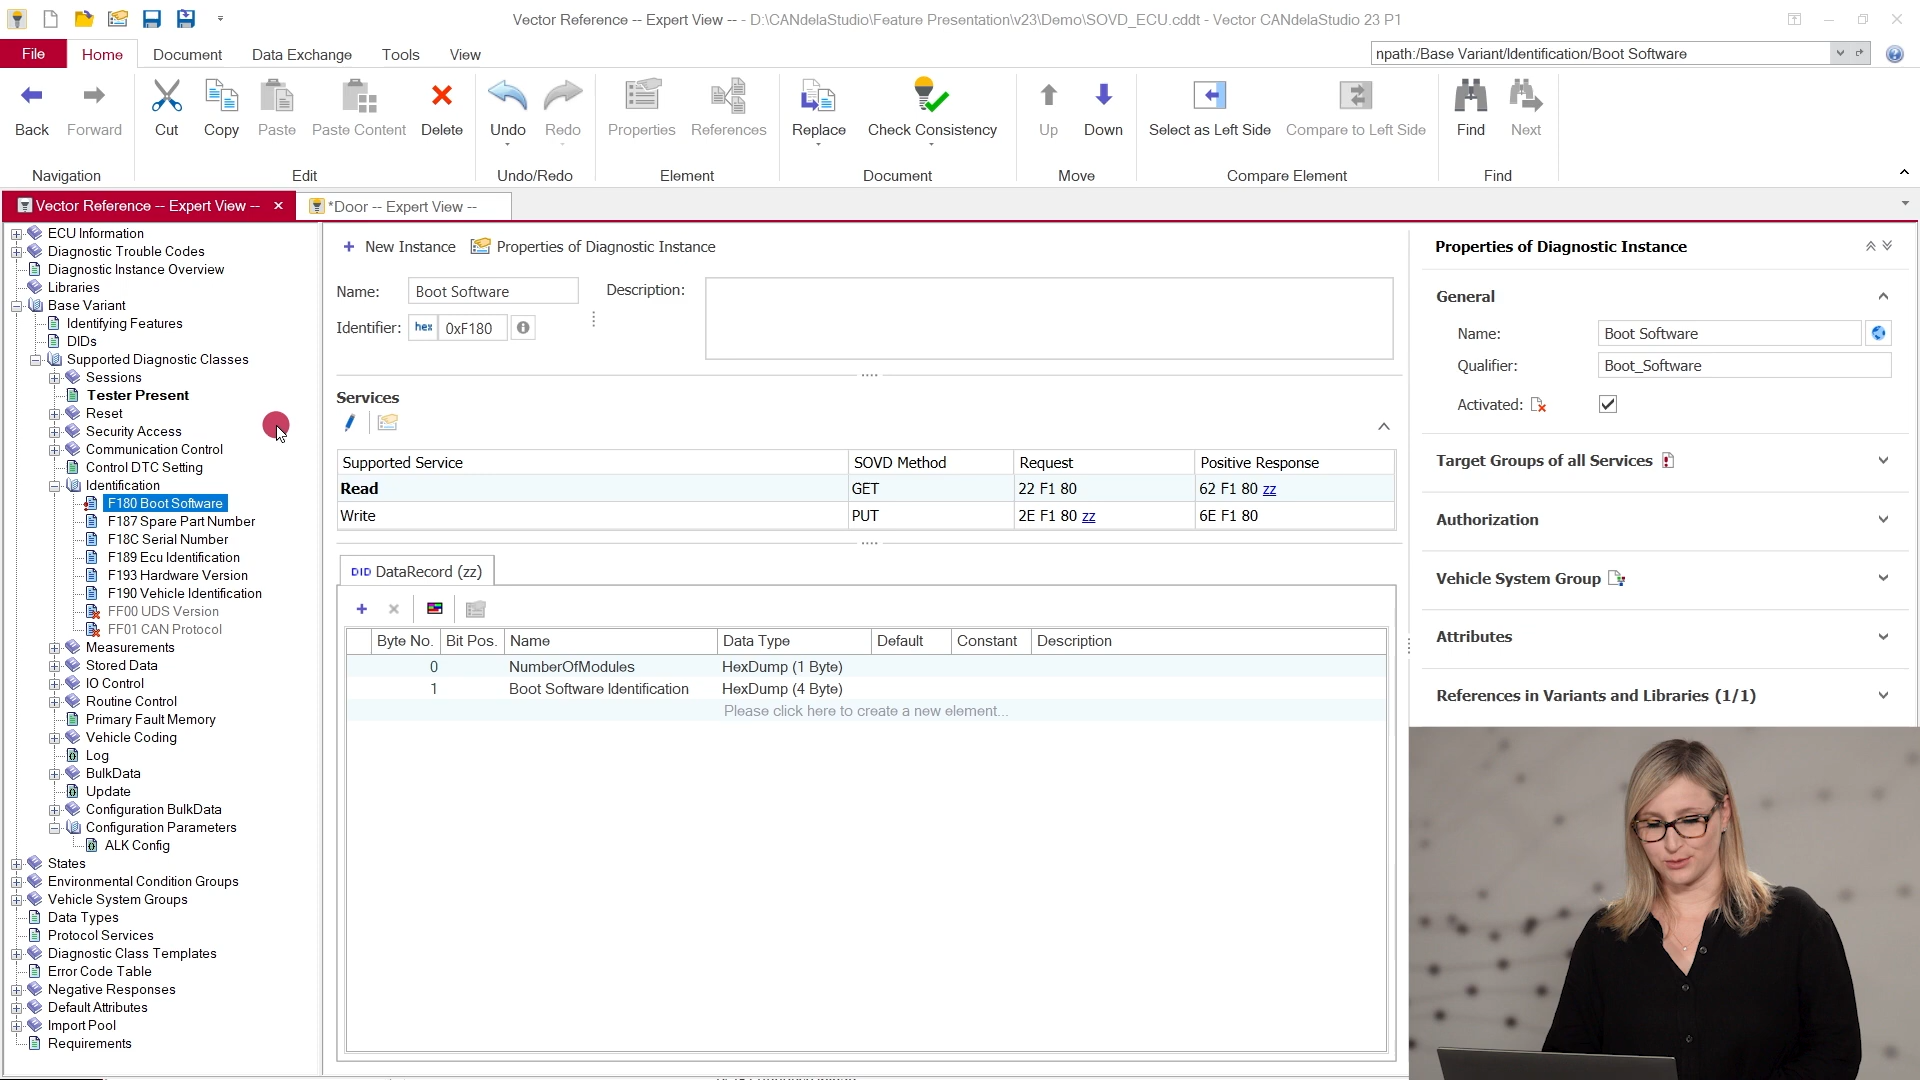 Vector Reference -- Expert View -- - D:\CANdelaStudio\Feature Presentation\v23\Demo\SOVD_ECU.cddt - Vector CANdelaStudio 23 P1
File Home Document Data Exchange Tools View
npath:/Base Variant/Identification/Boot Software
Back Forward Cut Copy Paste Paste Content Delete Undo Redo Properties References Replace Check Consistency Up Down Select as Left Side Compare to Left Side Find Next
Navigation Edit Undo/Redo Element Document Move Compare Element Find
Vector Reference -- Expert View --
*Door -- Expert View --
ECU Information
Diagnostic Trouble Codes
Diagnostic Instance Overview
Libraries
Base Variant
Identifying Features
DIDs
Supported Diagnostic Classes
Sessions
Tester Present
Reset
Security Access
Communication Control
Control DTC Setting
Identification
F180 Boot Software
F187 Spare Part Number
F18C Serial Number
F189 Ecu Identification
F193 Hardware Version
F190 Vehicle Identification
FF00 UDS Version
FF01 CAN Protocol
Measurements
Stored Data
IO Control
Routine Control
Primary Fault Memory
Vehicle Coding
Log
BulkData
Update
Configuration BulkData
Configuration Parameters
ALK Config
States
Environmental Condition Groups
Vehicle System Groups
Data Types
Protocol Services
Diagnostic Class Templates
Error Code Table
Negative Responses
Default Attributes
Import Pool
Requirements
New Instance Properties of Diagnostic Instance
Name: Boot Software Description:
Identifier: hex 0xF180
Services
Supported Service SOVD Method Request Positive Response
Read GET 22 F1 80 62 F1 80 zz
Write PUT 2E F1 80 zz 6E F1 80
DID DataRecord (zz)
Byte No. Bit Pos. Name Data Type Default Constant Description
0 NumberOfModules HexDump (1 Byte)
1 Boot Software Identification HexDump (4 Byte)
Please click here to create a new element...
Properties of Diagnostic Instance
General
Name: Boot Software
Qualifier: Boot_Software
Activated:
Target Groups of all Services
Authorization
Vehicle System Group
Attributes
References in Variants and Libraries (1/1)